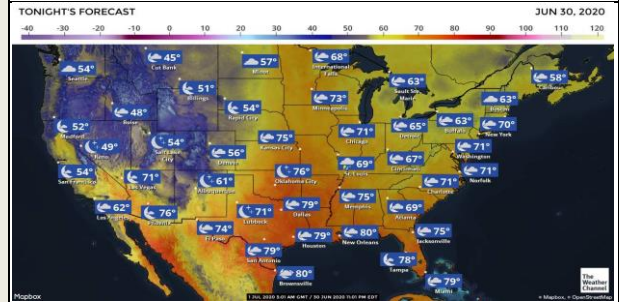 TONIGHT'S FORECAST
JUN 30, 2020
-40 -30 -20 -10 0 10 20 30 40 50 60 70 80 90 100 110 120
54° Seattle
45° Cut Bank
57° Minot
68° International Falls
63° Sault Ste. Marie
58° Caribou
51° Billings
54° Rapid City
73° Minneapolis
48° Boise
52° Medford
49° Reno
54° Salt Lake City
56° Denver
75° Kansas City
71° Chicago
65° Detroit
63° Buffalo
63° Boston
70° New York
71° Washington
54° San Francisco
71° Las Vegas
61° Albuquerque
76° Oklahoma City
69° St. Louis
67° Cincinnati
71° Norfolk
62° Los Angeles
76° Phoenix
74° El Paso
71° Lubbock
79° Dallas
75° Memphis
69° Atlanta
71° Charlotte
79° San Antonio
79° Houston
80° New Orleans
75° Jacksonville
80° Brownsville
78° Tampa
79° Miami
The
Weather
Channel
Mapbox
1 JUL 2020 3:01 AM GMT / 30 JUN 2020 11:01 PM EDT
© Mapbox, © OpenStreetMap